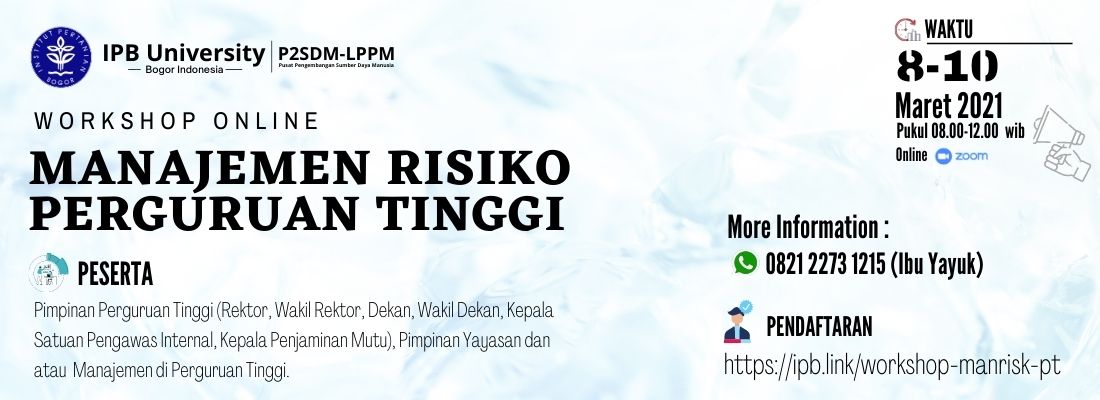 INSTITUT PERTANIAN BOGOR
IPB University
Bogor Indonesia
P2SDM-LPPM
Pusat Pengembangan Sumber Daya Manusia
WORKSHOP ONLINE
MANAJEMEN RISIKO
PERGURUAN TINGGI
PESERTA
Pimpinan Perguruan Tinggi (Rektor, Wakil Rektor, Dekan, Wakil Dekan, Kepala
Satuan Pengawas Internal, Kepala Penjaminan Mutu), Pimpinan Yayasan dan
atau Manajemen di Perguruan Tinggi.
WAKTU
8-10
Maret 2021
Pukul 08.00-12.00 wib
Online zoom
More Information :
0821 2273 1215 (Ibu Yayuk)
PENDAFTARAN
https://ipb.link/workshop-manrisk-pt